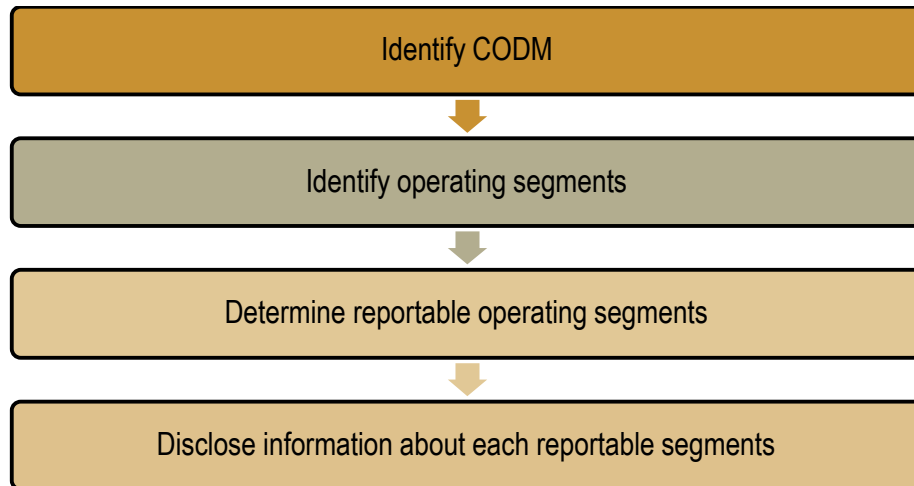 Identify CODM
Identify operating segments
Determine reportable operating segments
Disclose information about each reportable segments